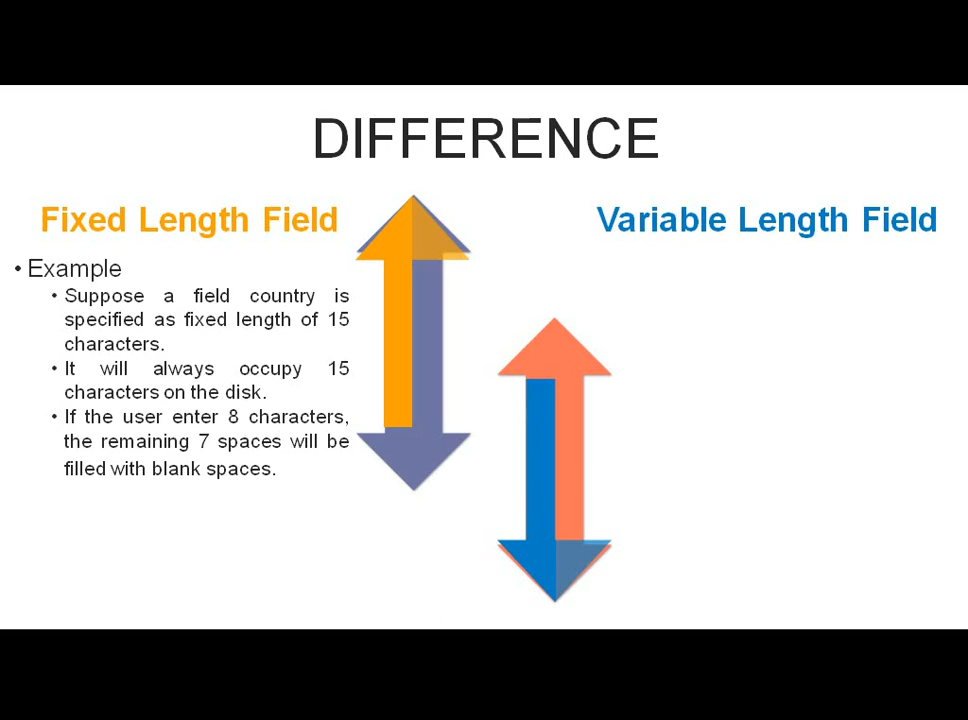 DIFFERENCE
Fixed Length Field
• Example
• Suppose a field country is
specified as fixed length of 15
characters.
• It will always occupy 15
characters on the disk.
• If the user enter 8 characters,
the remaining 7 spaces will be
filled with blank spaces.
Variable Length Field